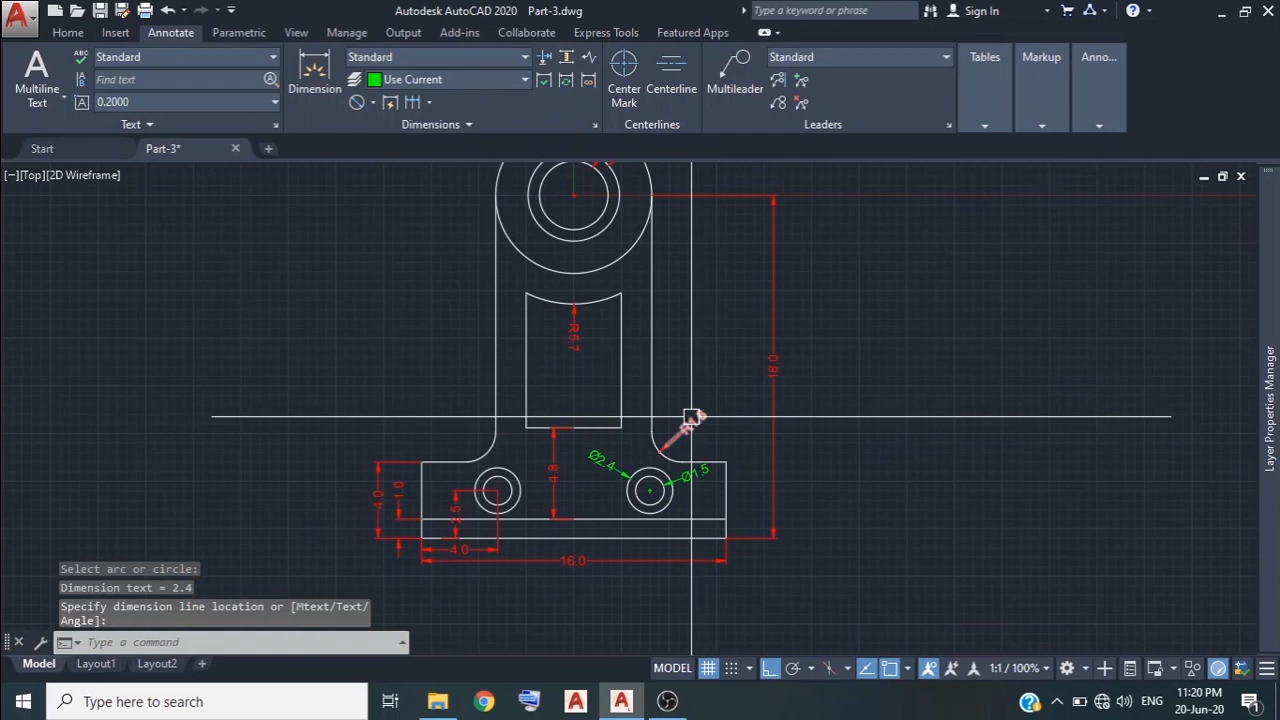 Autodesk AutoCAD 2020 Part-3.dwg
Type a keyword or phrase
Sign In
Home Insert Annotate Parametric View Manage Output Add-ins Collaborate Express Tools Featured Apps
Multiline
Text
Standard
Find text
0.2000
Text
Dimension
Standard
Use Current
Dimensions
Center
Mark
Centerline
Centerlines
Multileader
Standard
Leaders
Tables
Markup
Anno...
Start
Part-3*
[−][Top][2D Wireframe]
R5.7
18.0
4.8
Ø2.4
Ø1.5
4.0
1.0
2.5
4.0
16.0
Layer Properties Manager
Select arc or circle:
Dimension text = 2.4
Specify dimension line location or [Mtext/Text/
Angle]:
Type a command
Model Layout1 Layout2
MODEL
1:1 / 100%
Type here to search
ENG
11:20 PM
20-Jun-20
1